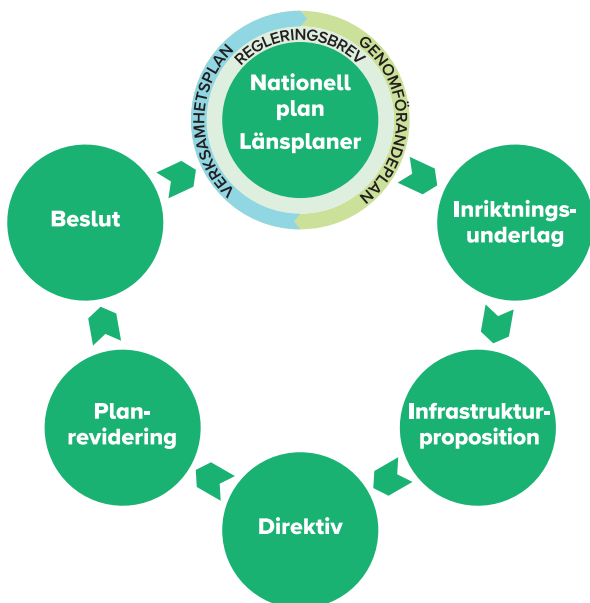 VERKSAMHETSPLAN
REGLERINGSBREV
GENOMFÖRANDEPLAN
Nationell
plan
Länsplaner
Inriktnings-
underlag
Infrastruktur-
proposition
Direktiv
Plan-
revidering
Beslut